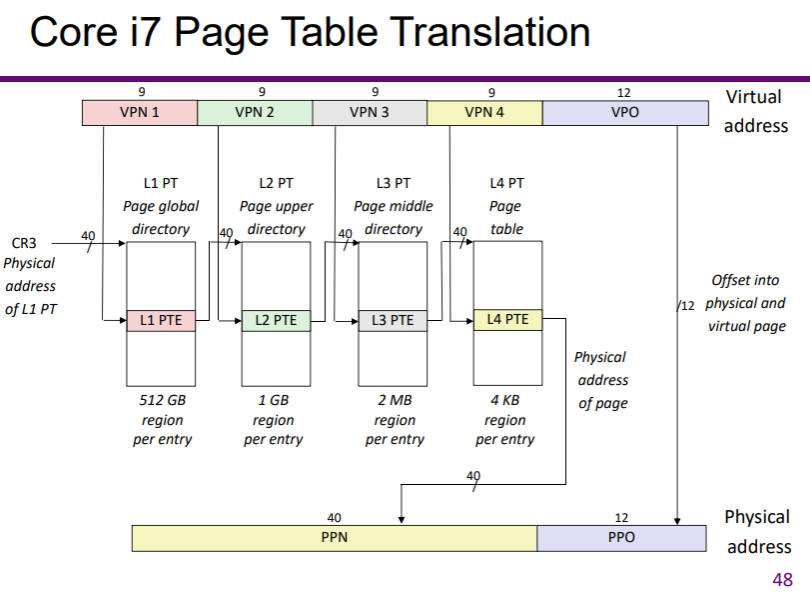 Core i7 Page Table Translation
9 9 9 9 12
VPN 1 VPN 2 VPN 3 VPN 4 VPO
Virtual
address
L1 PT
Page global
directory
L2 PT
Page upper
directory
L3 PT
Page middle
directory
L4 PT
Page
table
CR3
Physical
address
of L1 PT
40 40 40 40
L1 PTE L2 PTE L3 PTE L4 PTE
/12
Offset into
physical and
virtual page
512 GB
region
per entry
1 GB
region
per entry
2 MB
region
per entry
4 KB
region
per entry
Physical
address
of page
40
40 12
PPN PPO
Physical
address
48